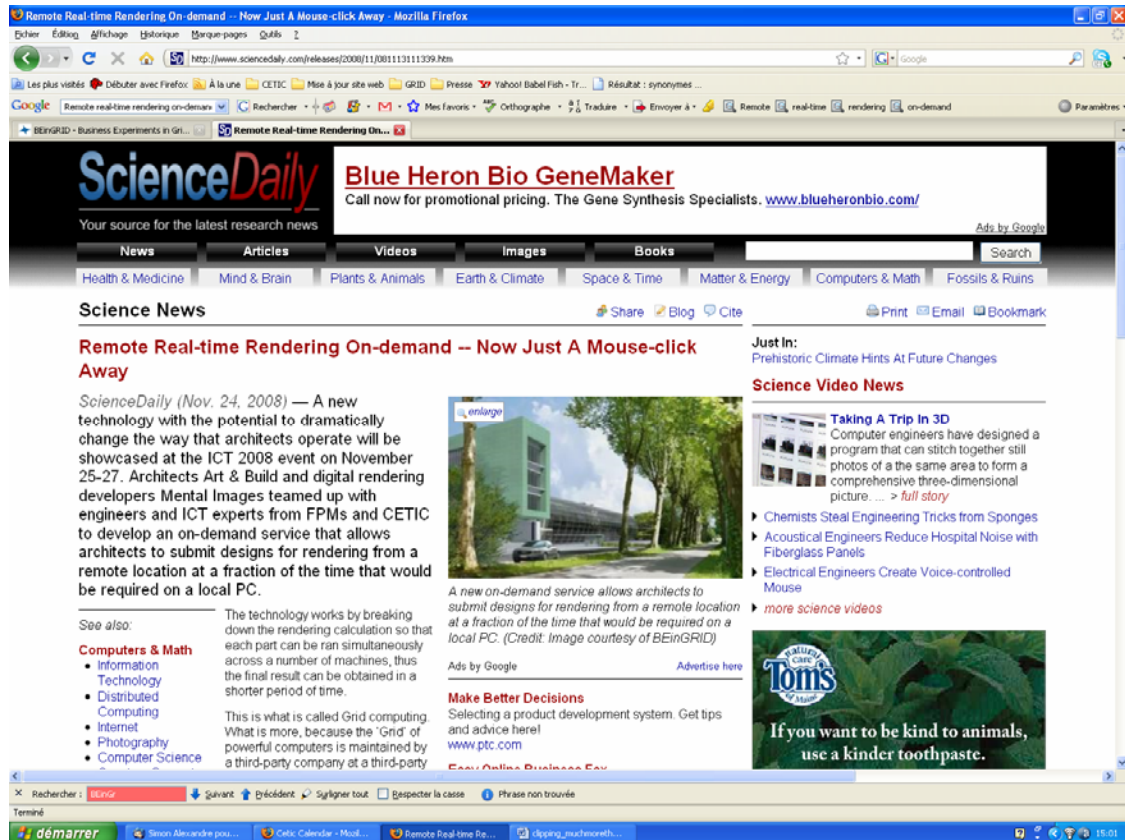 Remote Real-time Rendering On-demand -- Now Just A Mouse-click Away - Mozilla Firefox
Fichier Édition Affichage Historique Marque-pages Outils ?
http://www.sciencedaily.com/releases/2008/11/081113111339.htm
Google
Les plus visités Débuter avec Firefox À la une CETIC Mise à jour site web GRID Presse Yahoo! Babel Fish - Tr... Résultat : synonymes ...
Google Remote real-time rendering on-deman Rechercher Mes favoris Orthographe Traduire Envoyer à Remote real-time rendering on-demand Paramètres
BEinGRID - Business Experiments in Gri... Remote Real-time Rendering On...
ScienceDaily
Your source for the latest research news
Blue Heron Bio GeneMaker
Call now for promotional pricing. The Gene Synthesis Specialists. www.blueheronbio.com/
Ads by Google
News Articles Videos Images Books Search
Health & Medicine Mind & Brain Plants & Animals Earth & Climate Space & Time Matter & Energy Computers & Math Fossils & Ruins
Science News
Share Blog Cite
Print Email Bookmark
Remote Real-time Rendering On-demand -- Now Just A Mouse-click
Away
ScienceDaily (Nov. 24, 2008) — A new
technology with the potential to dramatically
change the way that architects operate will be
showcased at the ICT 2008 event on November
25-27. Architects Art & Build and digital rendering
developers Mental Images teamed up with
engineers and ICT experts from FPMs and CETIC
to develop an on-demand service that allows
architects to submit designs for rendering from a
remote location at a fraction of the time that would
be required on a local PC.
See also:
Computers & Math
Information
Technology
Distributed
Computing
Internet
Photography
Computer Science
The technology works by breaking
down the rendering calculation so that
each part can be ran simultaneously
across a number of machines, thus
the final result can be obtained in a
shorter period of time.
This is what is called Grid computing.
What is more, because the 'Grid' of
powerful computers is maintained by
a third-party company at a third-party
enlarge
A new on-demand service allows architects to
submit designs for rendering from a remote location
at a fraction of the time that would be required on a
local PC. (Credit: Image courtesy of BEinGRID)
Ads by Google Advertise here
Make Better Decisions
Selecting a product development system. Get tips
and advice here!
www.ptc.com
Easy Online Business Fax
Just In:
Prehistoric Climate Hints At Future Changes
Science Video News
Taking A Trip In 3D
Computer engineers have designed a
program that can stitch together still
photos of a the same area to form a
comprehensive three-dimensional
picture. ... > full story
Chemists Steal Engineering Tricks from Sponges
Acoustical Engineers Reduce Hospital Noise with
Fiberglass Panels
Electrical Engineers Create Voice-controlled
Mouse
more science videos
natural care
Tom's
of Maine
If you want to be kind to animals,
use a kinder toothpaste.
Rechercher : BEinGr Suivant Précédent Surligner tout Respecter la casse Phrase non trouvée
Terminé
démarrer Simon Alexandre pou... Cetic Calendar - Mozil... Remote Real-time Re... clipping_muchmoreth... 15:01